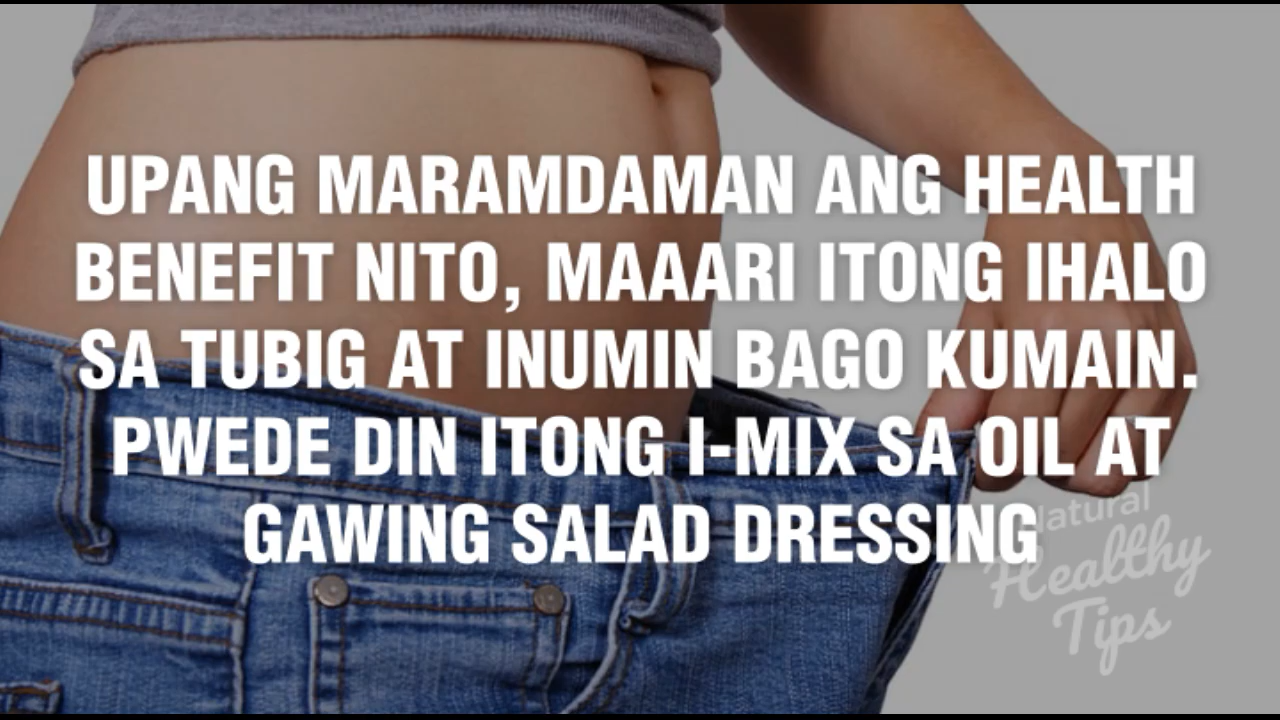 UPANG MARAMDAMAN ANG HEALTH
BENEFIT NITO, MAAARI ITONG IHALO
SA TUBIG AT INUMIN BAGO KUMAIN.
PWEDE DIN ITONG I-MIX SA OIL AT
GAWING SALAD DRESSING
Natural
Healthy
Tips